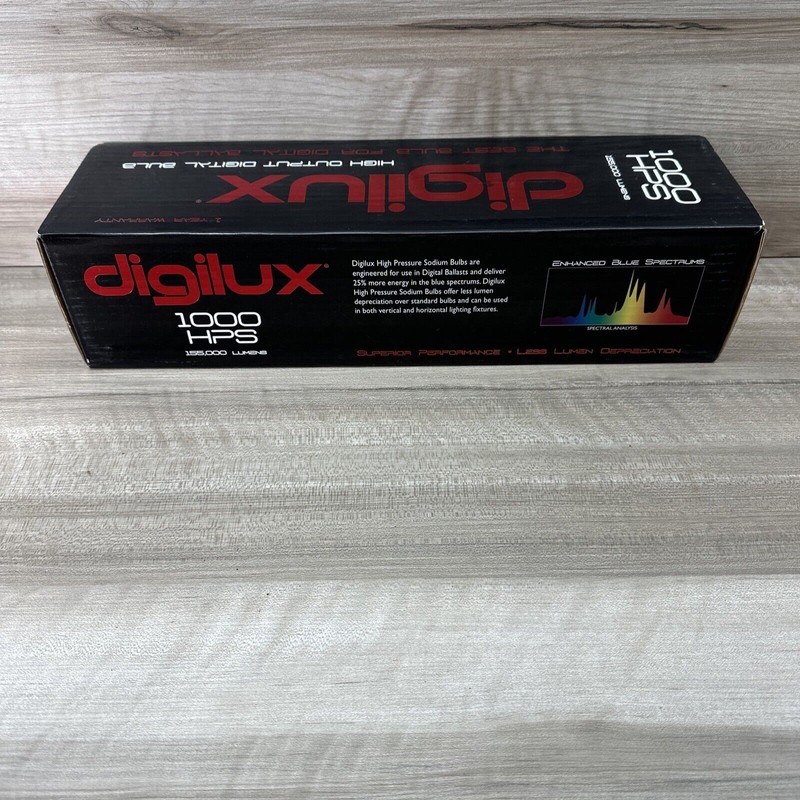 THE BEST BULB FOR DIGITAL BALLASTS
HIGH OUTPUT DIGITAL BULB
digilux®
1000
HPS
155,000 LUMENS
1 YEAR WARRANTY
digilux®
1000
HPS
155,000 LUMENS
Digilux High Pressure Sodium Bulbs are
engineered for use in Digital Ballasts and deliver
25% more energy in the blue spectrums. Digilux
High Pressure Sodium Bulbs offer less lumen
depreciation over standard bulbs and can be used
in both vertical and horizontal lighting fixtures.
ENHANCED BLUE SPECTRUMS
SPECTRAL ANALYSIS
SUPERIOR PERFORMANCE • LESS LUMEN DEPRECIATION